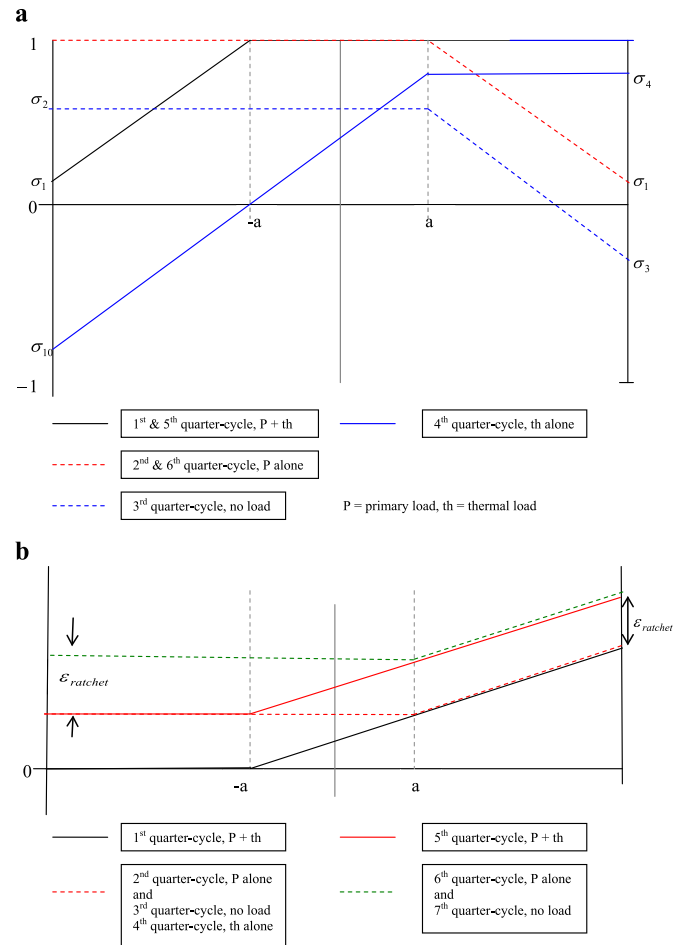 a
1
σ2
σ4
σ1
σ1
0
-a
a
σ3
σ10
−1
1st & 5th quarter-cycle, P + th
4th quarter-cycle, th alone
2nd & 6th quarter-cycle, P alone
3rd quarter-cycle, no load
P = primary load, th = thermal load
b
εratchet
εratchet
0
-a
a
1st quarter-cycle, P + th
5th quarter-cycle, P + th
2nd quarter-cycle, P alone
and
3rd quarter-cycle, no load
4th quarter-cycle, th alone
6th quarter-cycle, P alone
and
7th quarter-cycle, no load